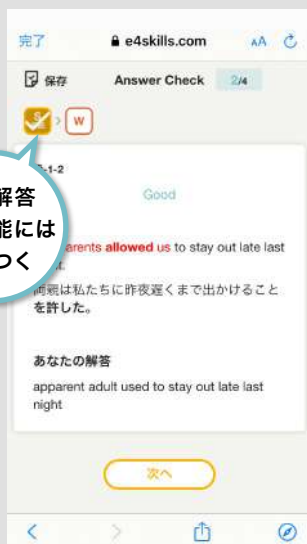 完了 e4skills.com AA
保存 Answer Check 2/4
S > W
-1-2
Good
解答
能には
つく
arents allowed us to stay out late last
両親は私たちに昨夜遅くまで出かけること
を許した。
あなたの解答
apparent adult used to stay out late last
night
次へ